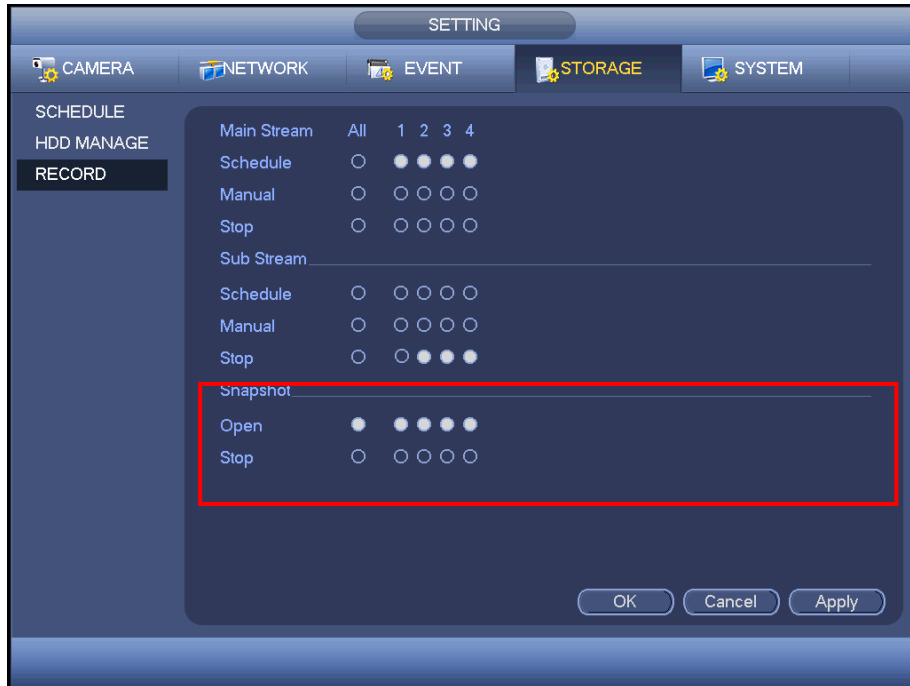 SETTING
CAMERA NETWORK EVENT STORAGE SYSTEM
SCHEDULE
HDD MANAGE
RECORD
Main Stream All 1 2 3 4
Schedule
Manual
Stop
Sub Stream
Schedule
Manual
Stop
Snapshot
Open
Stop
OK Cancel Apply